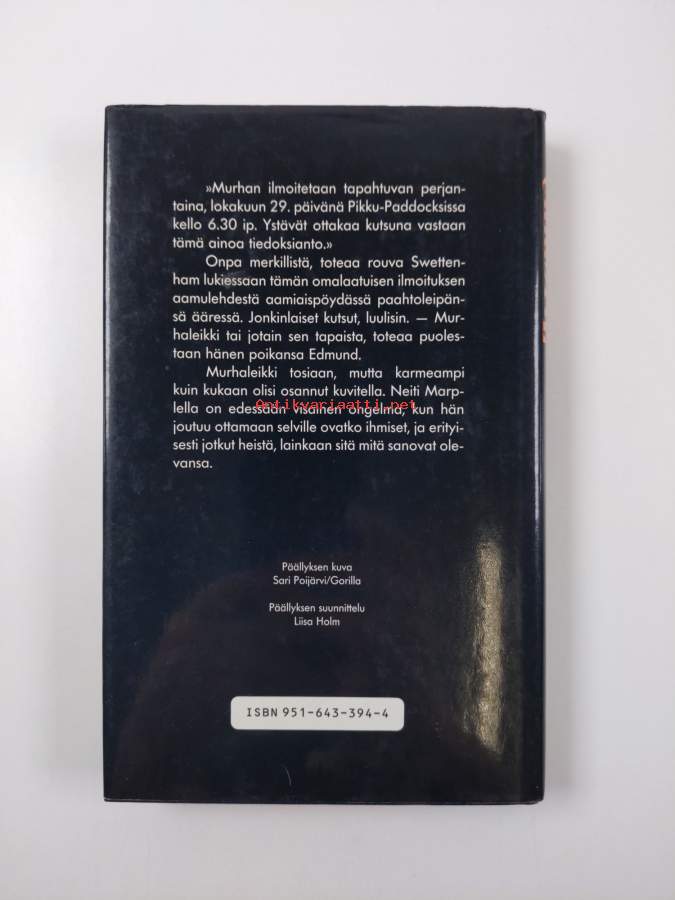 »Murhan ilmoitetaan tapahtuvan perjan-
taina, lokakuun 29. päivänä Pikku-Paddocksissa
kello 6.30 ip. Ystävät ottakaa kutsuna vastaan
tämä ainoa tiedoksianto.»
Onpa merkillistä, toteaa rouva Swetten-
ham lukiessaan tämän omalaatuisen ilmoituksen
aamulehdestä aamiaispöydässä paahtoleipän-
sä ääressä. Jonkinlaiset kutsut, luulisin. — Mur-
haleikki tai jotain sen tapaista, toteaa puoles-
taan hänen poikansa Edmund.
Murhaleikki tosiaan, mutta karmeampi
kuin kukaan olisi osannut kuvitella. Neiti Marp-
Antikvariaatti.net
lella on edessään visainen ongelma, kun hän
joutuu ottamaan selville ovatko ihmiset, ja erityi-
sesti jotkut heistä, lainkaan sitä mitä sanovat ole-
vansa.
Päällyksen kuva
Sari Poijärvi/Gorilla
Päällyksen suunnittelu
Liisa Holm
ISBN 951-643-394-4